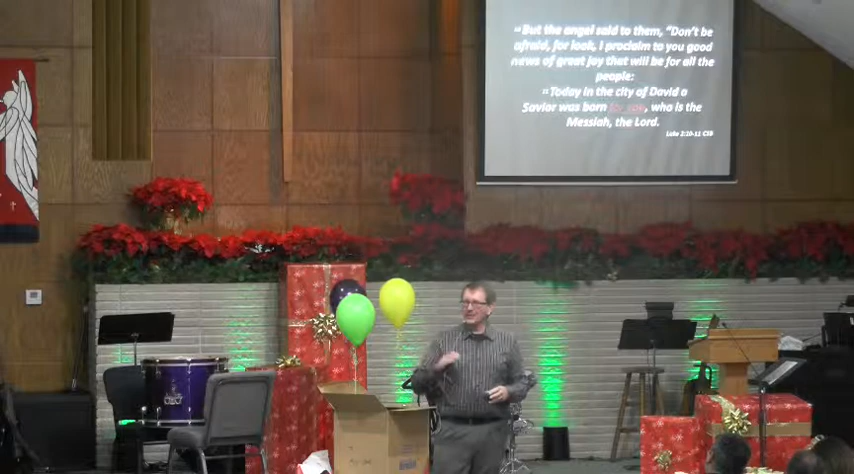 10 But the angel said to them, "Don't be
afraid, for look, I proclaim to you good
news of great joy that will be for all the
people:
11 Today in the city of David a
Savior was born for you, who is the
Messiah, the Lord.
Luke 2:10-11 CSB